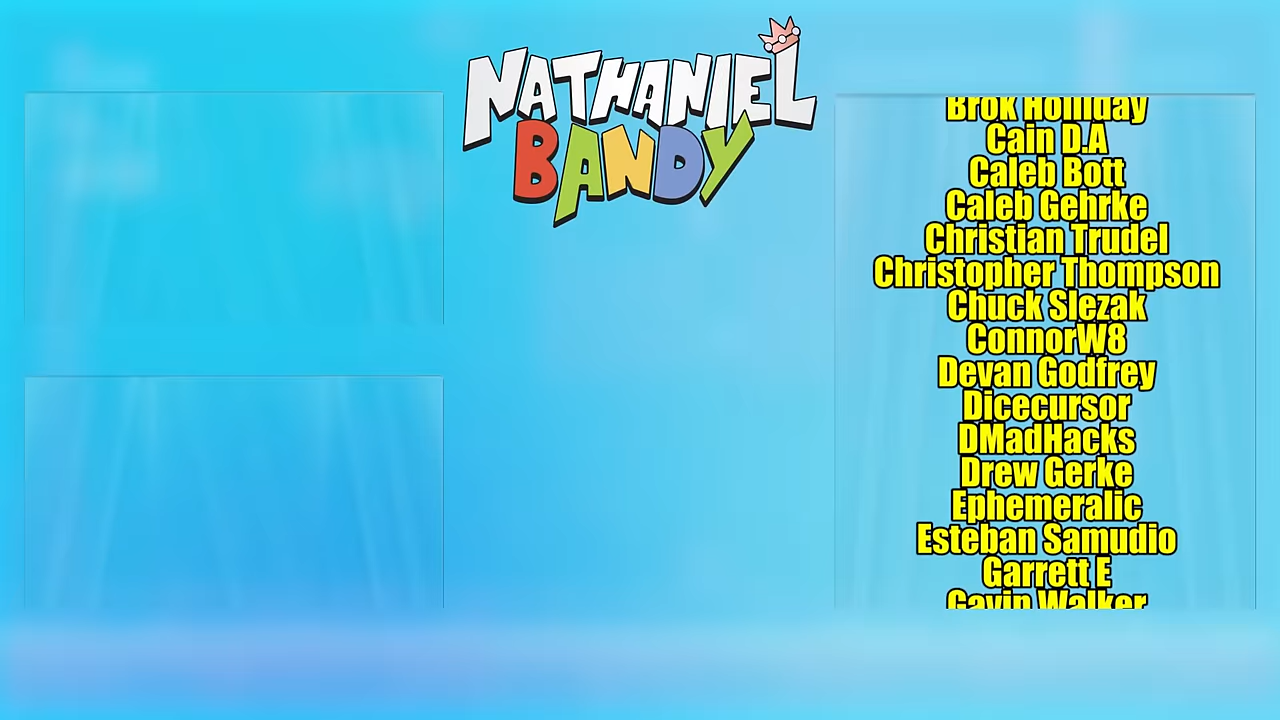 NATHANIEL
BANDY
Brok Holliday
Cain D.A
Caleb Bott
Caleb Gehrke
Christian Trudel
Christopher Thompson
Chuck Slezak
ConnorW8
Devan Godfrey
Dicecursor
DMadHacks
Drew Gerke
Ephemeralic
Esteban Samudio
Garrett E
Gavin Walker